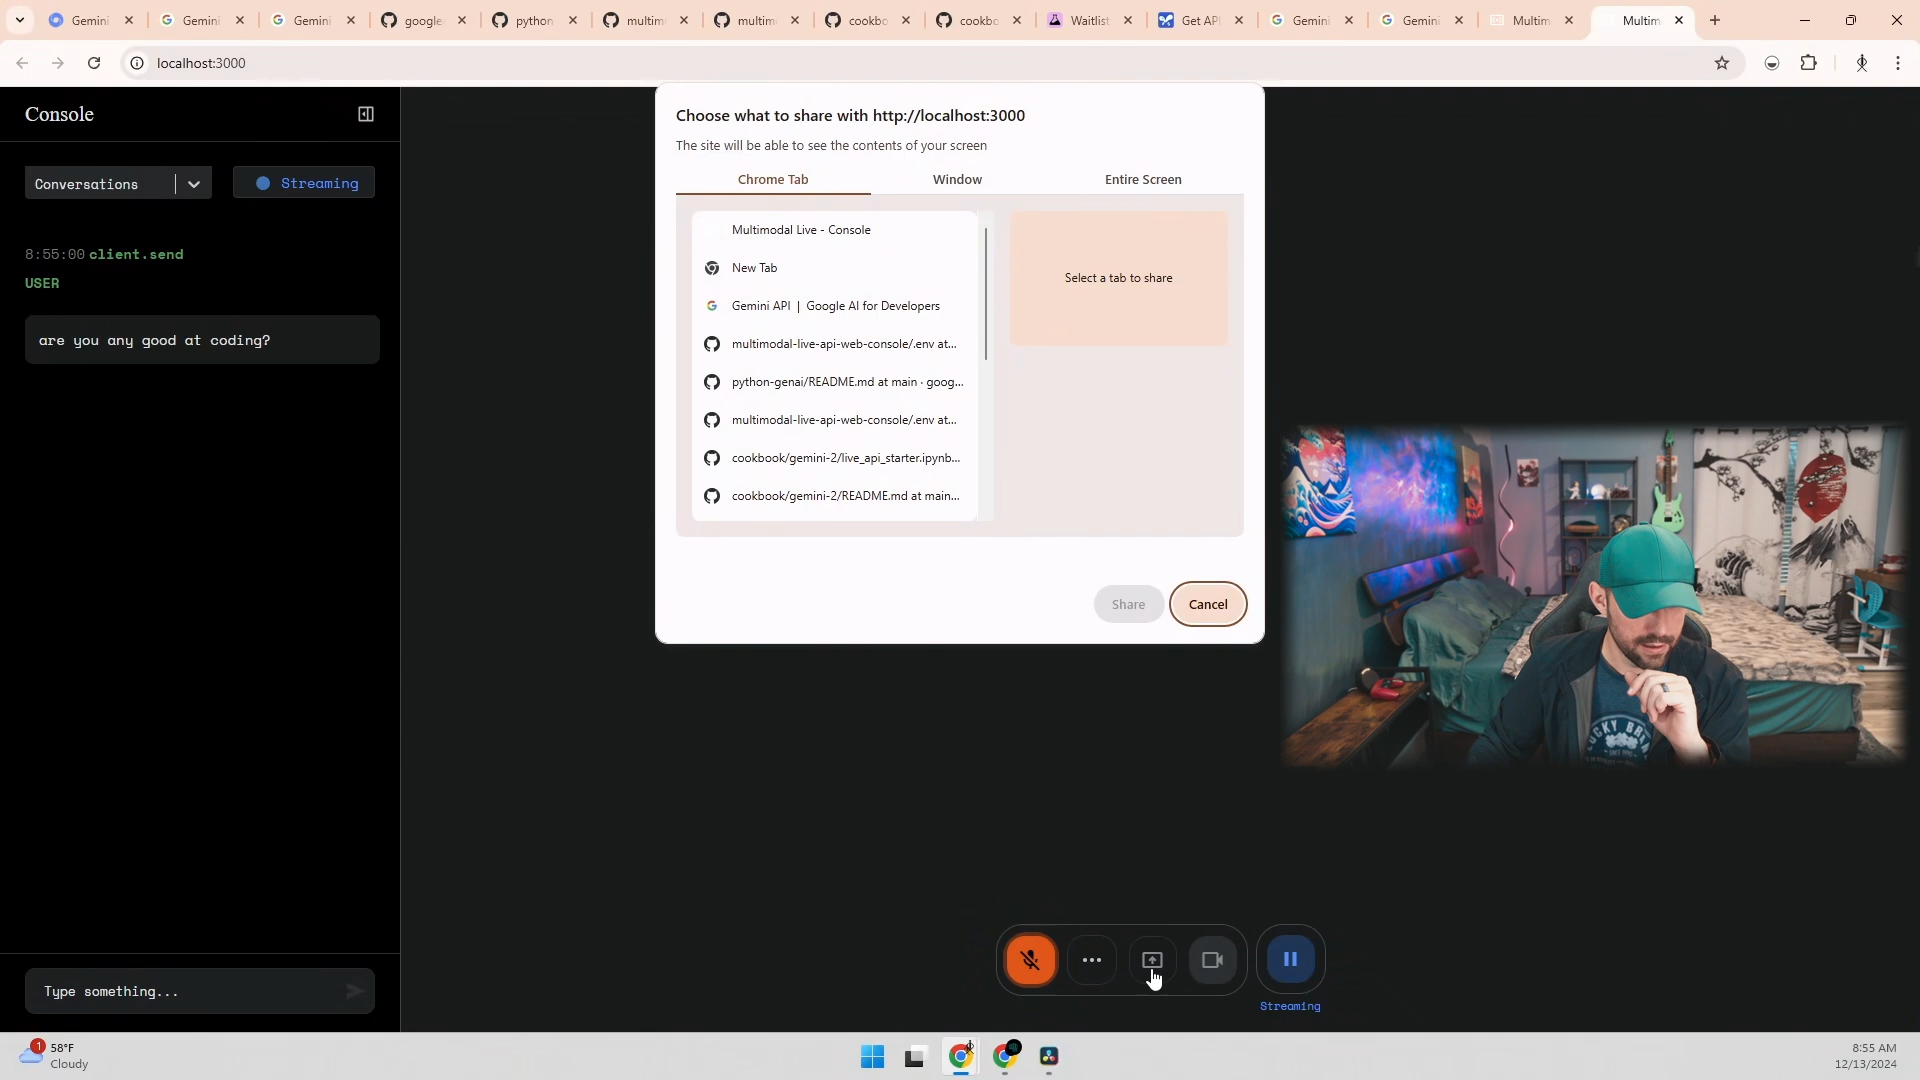 Gemini
Gemini
Gemini
google
python
multim
multim
cookbo
cookbo
Waitlist
Get API
Gemini
Gemini
Multim
Multim
localhost:3000
Console
Conversations
Streaming
8:55:00 client.send
USER
are you any good at coding?
Type something...
Choose what to share with http://localhost:3000
The site will be able to see the contents of your screen
Chrome Tab
Window
Entire Screen
Multimodal Live - Console
New Tab
Gemini API | Google AI for Developers
multimodal-live-api-web-console/.env at...
python-genai/README.md at main · goog...
multimodal-live-api-web-console/.env at...
cookbook/gemini-2/live_api_starter.ipynb...
cookbook/gemini-2/README.md at main...
Select a tab to share
Share
Cancel
LUCKY BR
Streaming
1
58°F
Cloudy
8:55 AM
12/13/2024